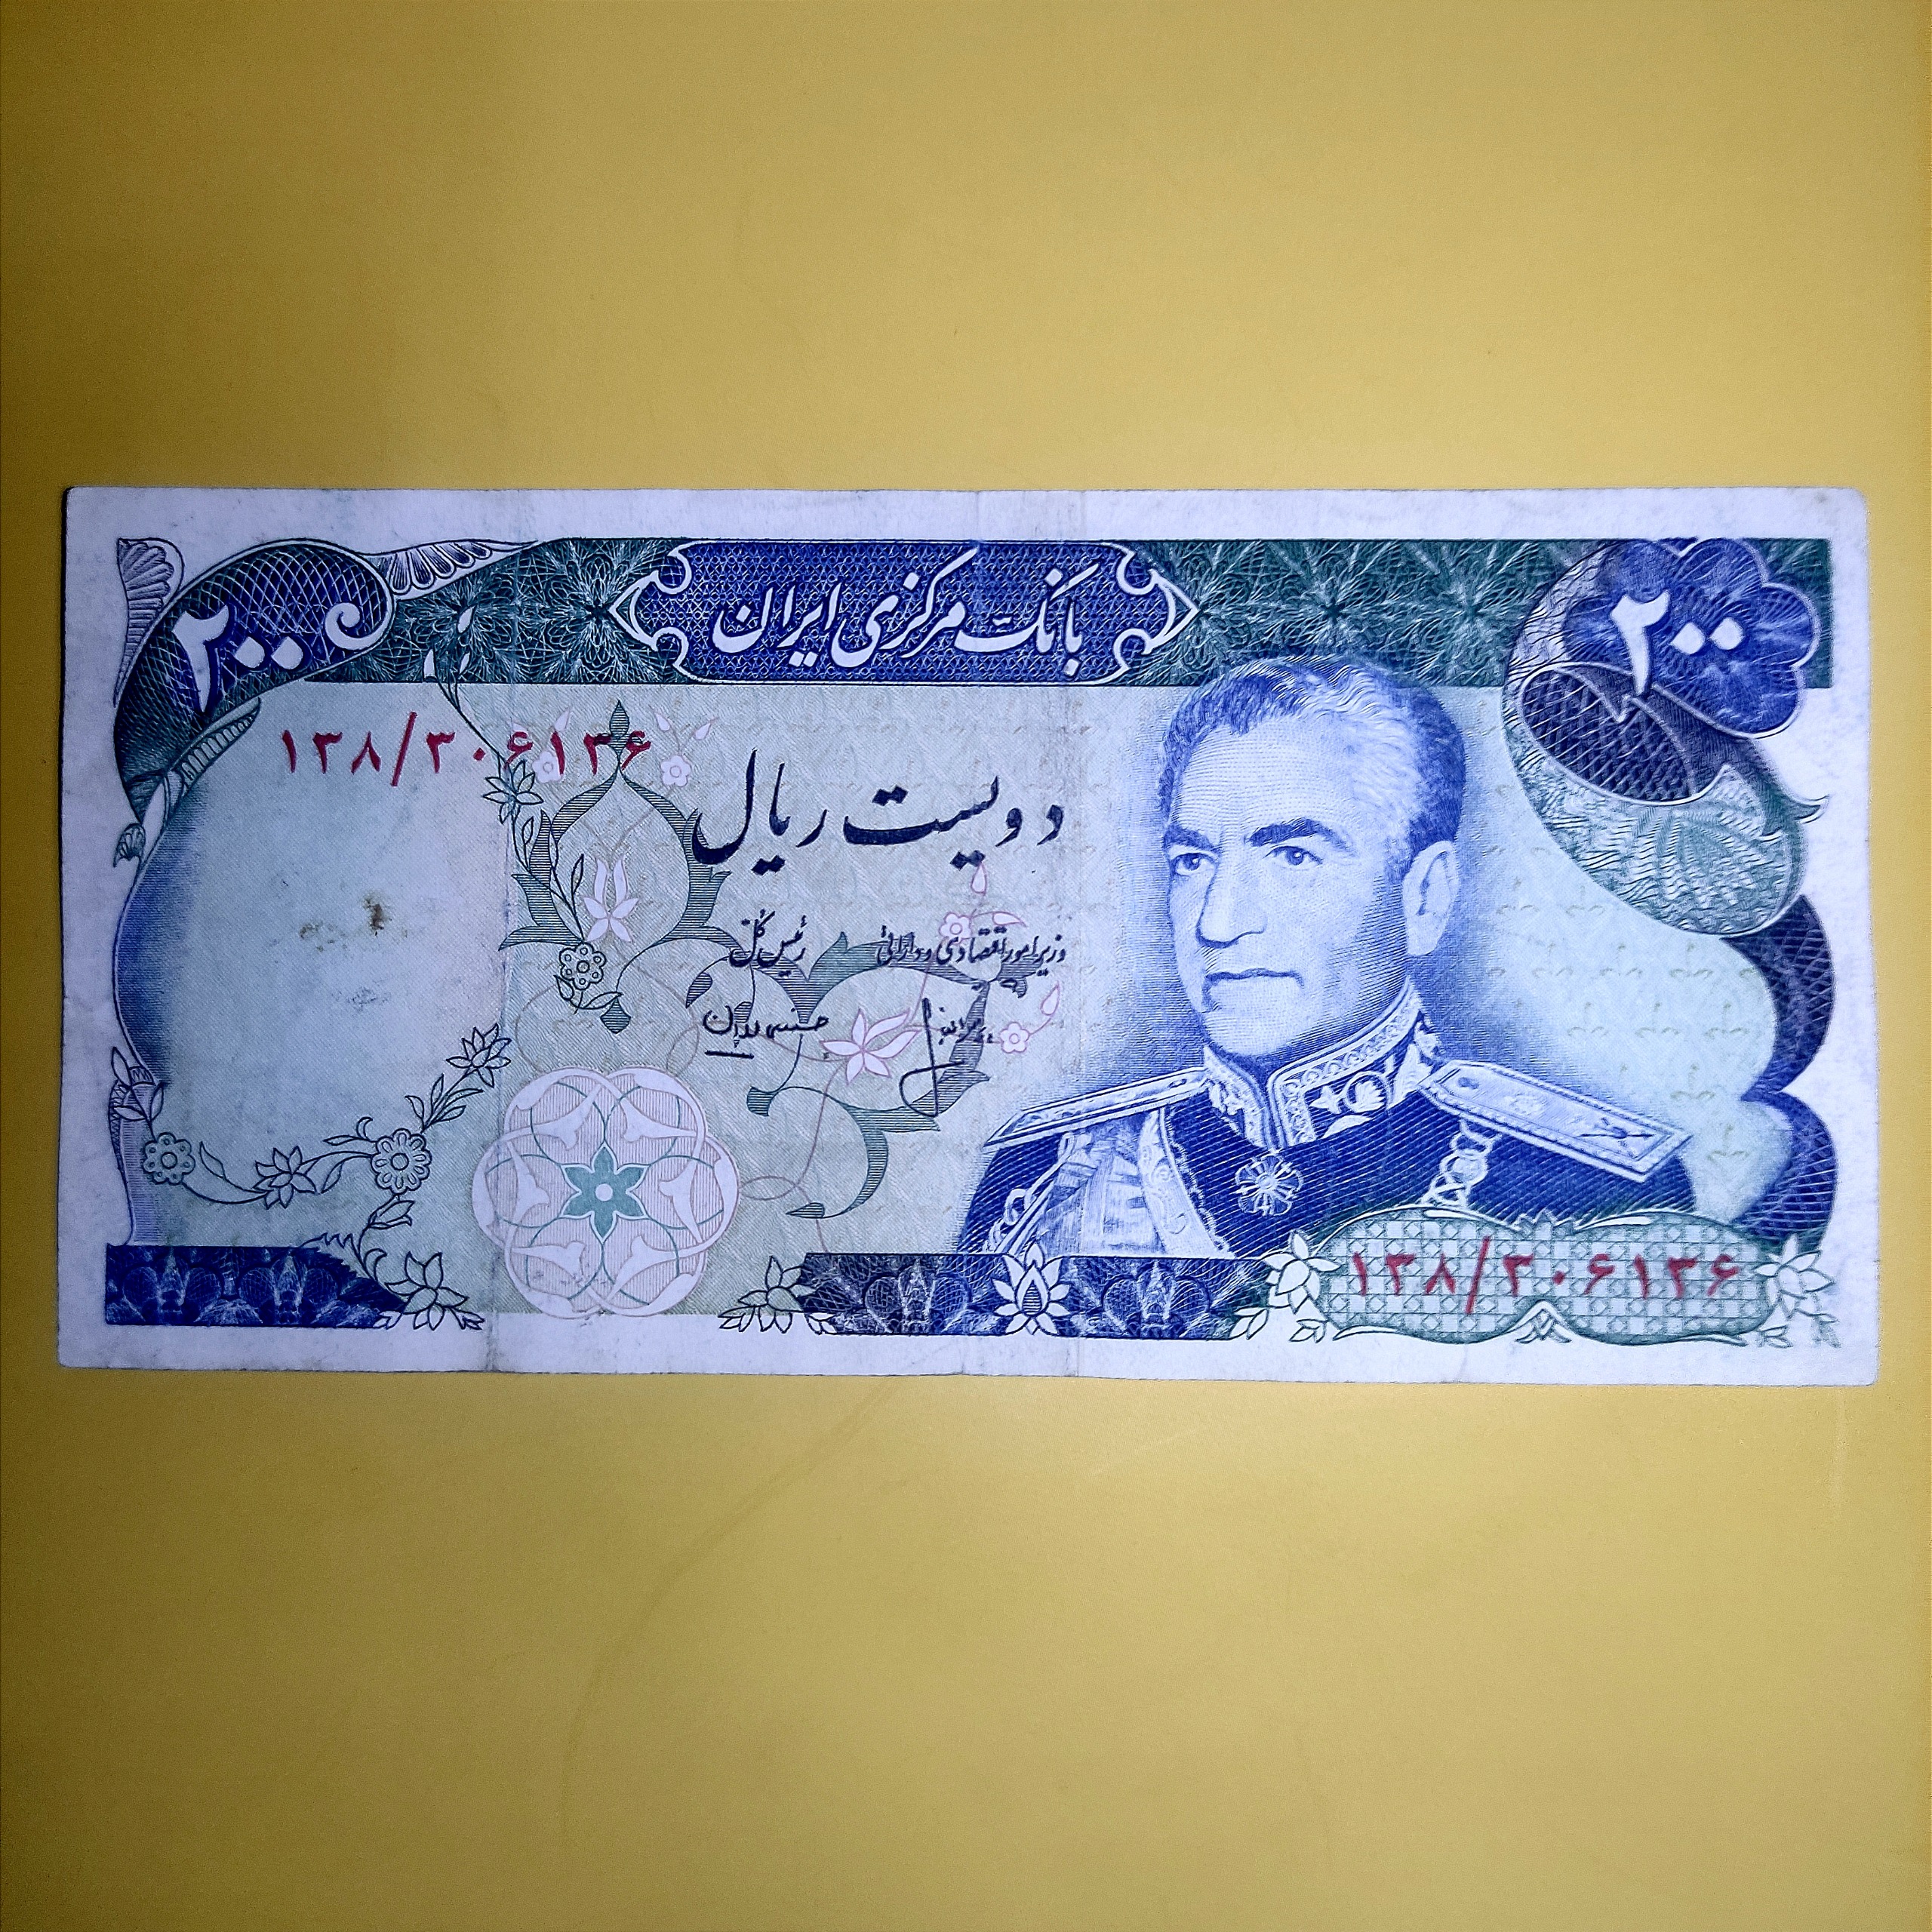 بانک مرکزی ایران
۲۰۰
۲۰۰
۱۳۸/۳۰۶۱۳۶
دویست ریال
وزیر امور اقتصادی و دارائی
رئیس کل
۱۳۸/۳۰۶۱۳۶